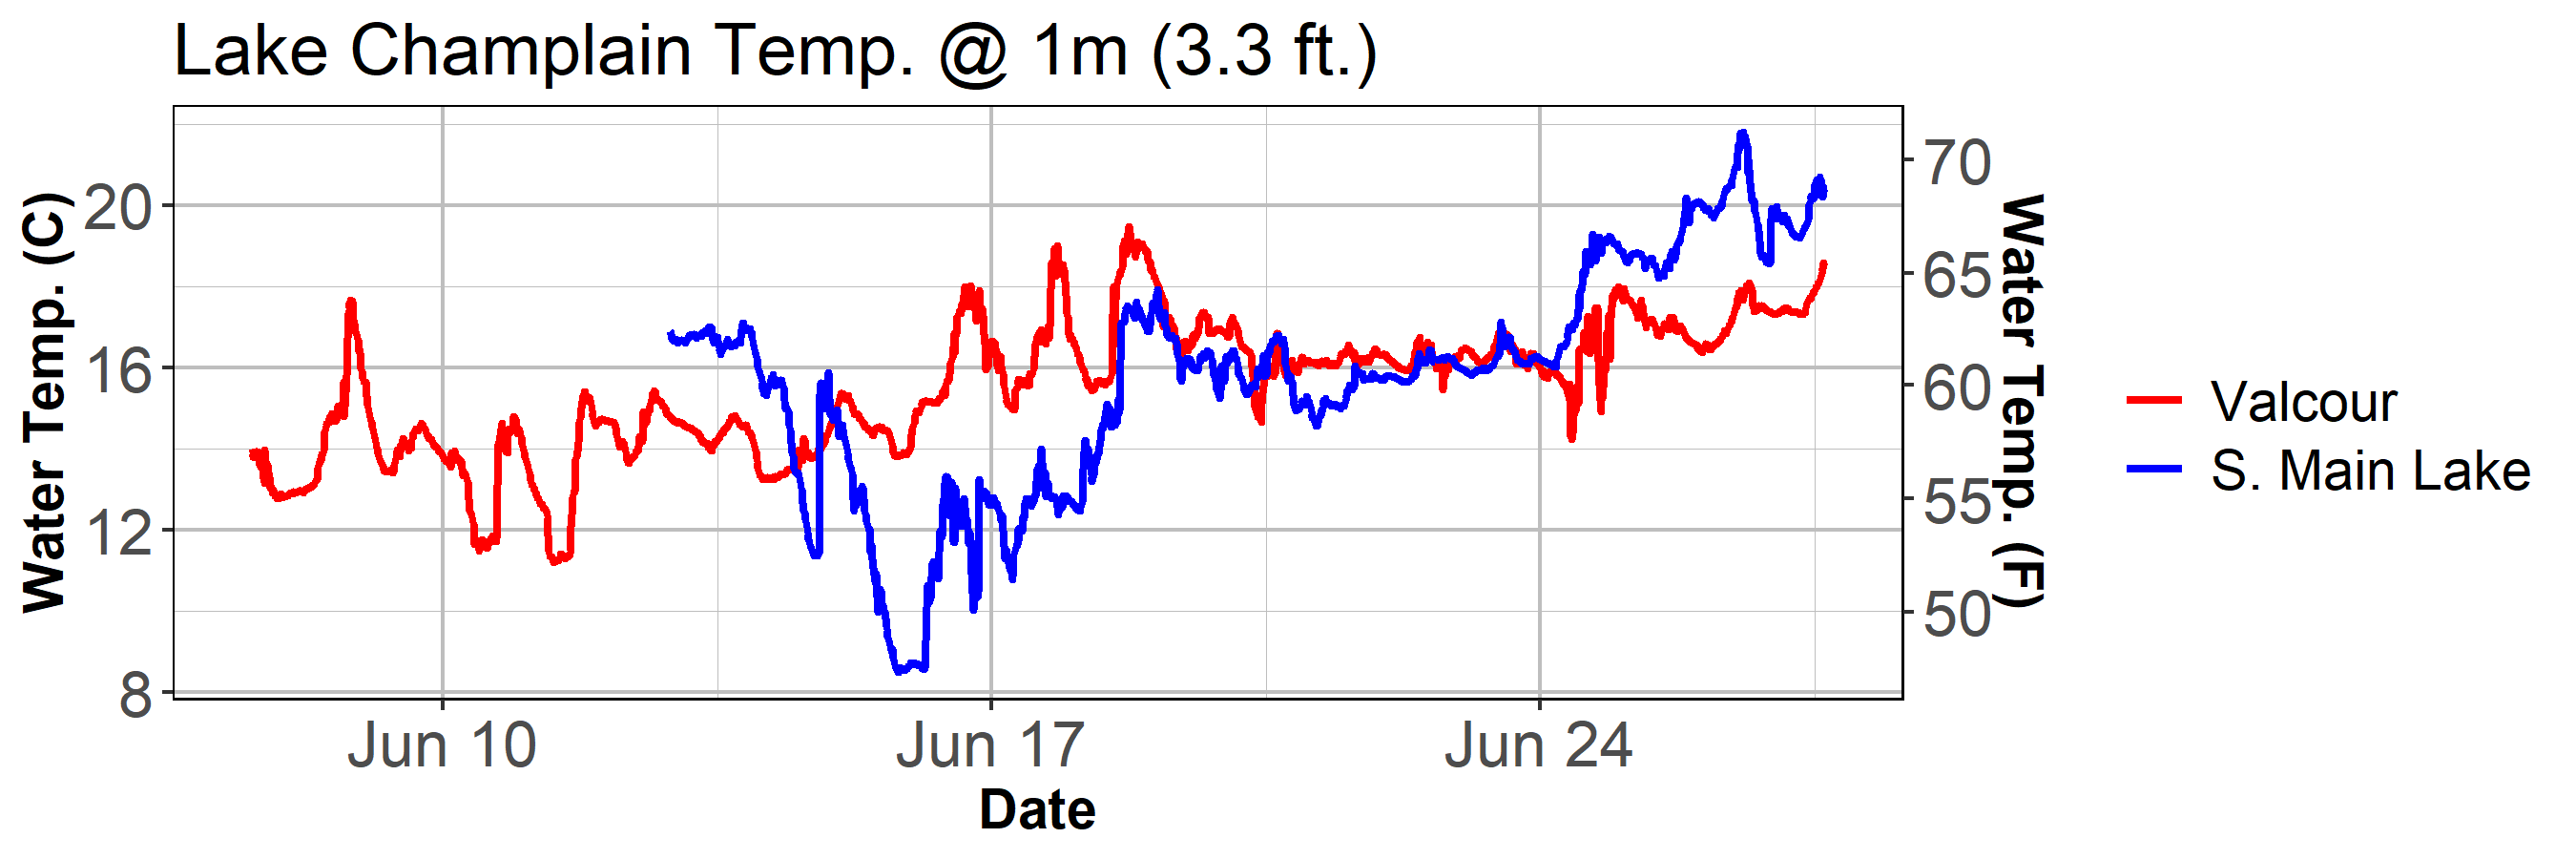 Lake Champlain Temp. @ 1m (3.3 ft.)
Water Temp. (C)
20
16
12
8
70
65
60
55
50
Water Temp. (F)
Jun 10
Jun 17
Jun 24
Date
Valcour
S. Main Lake